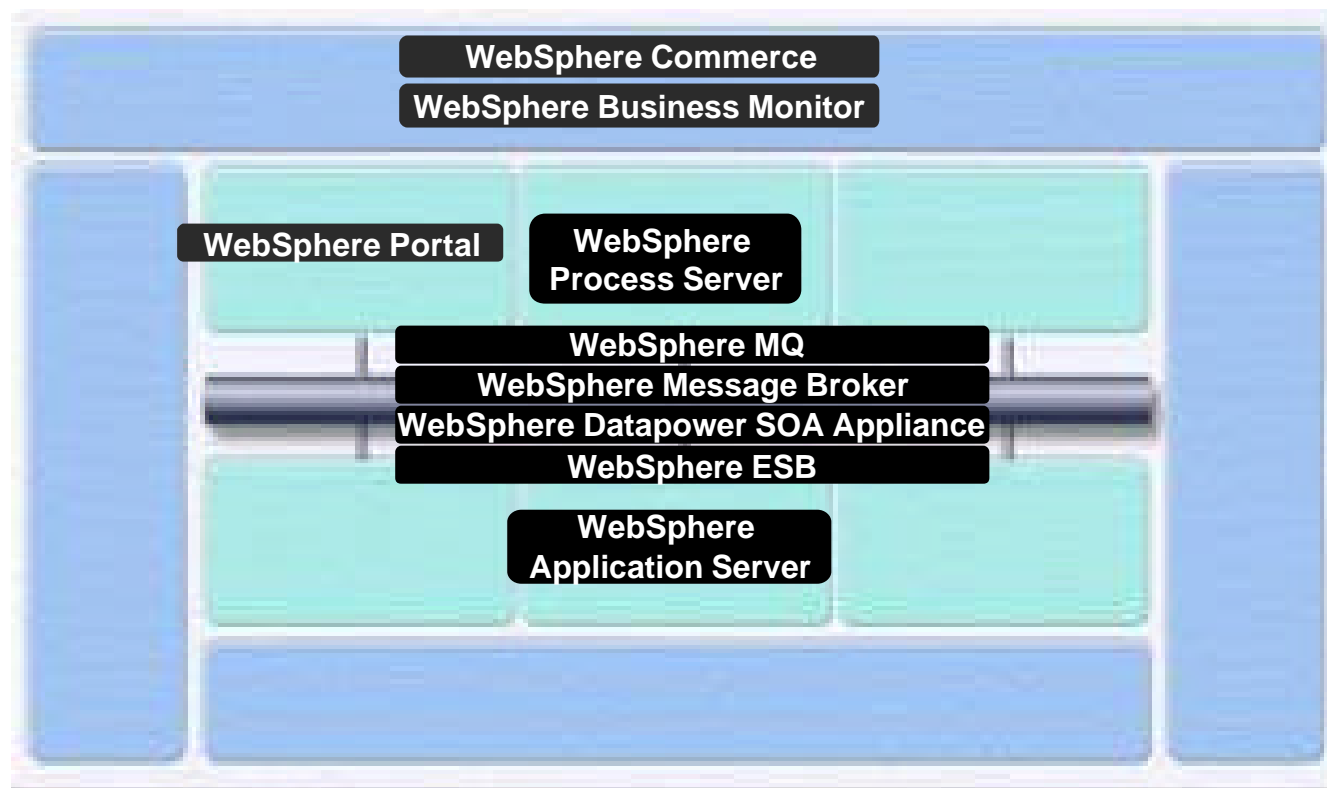 WebSphere Commerce
WebSphere Business Monitor
WebSphere Portal
WebSphere
Process Server
WebSphere MQ
WebSphere Message Broker
WebSphere Datapower SOA Appliance
WebSphere ESB
WebSphere
Application Server